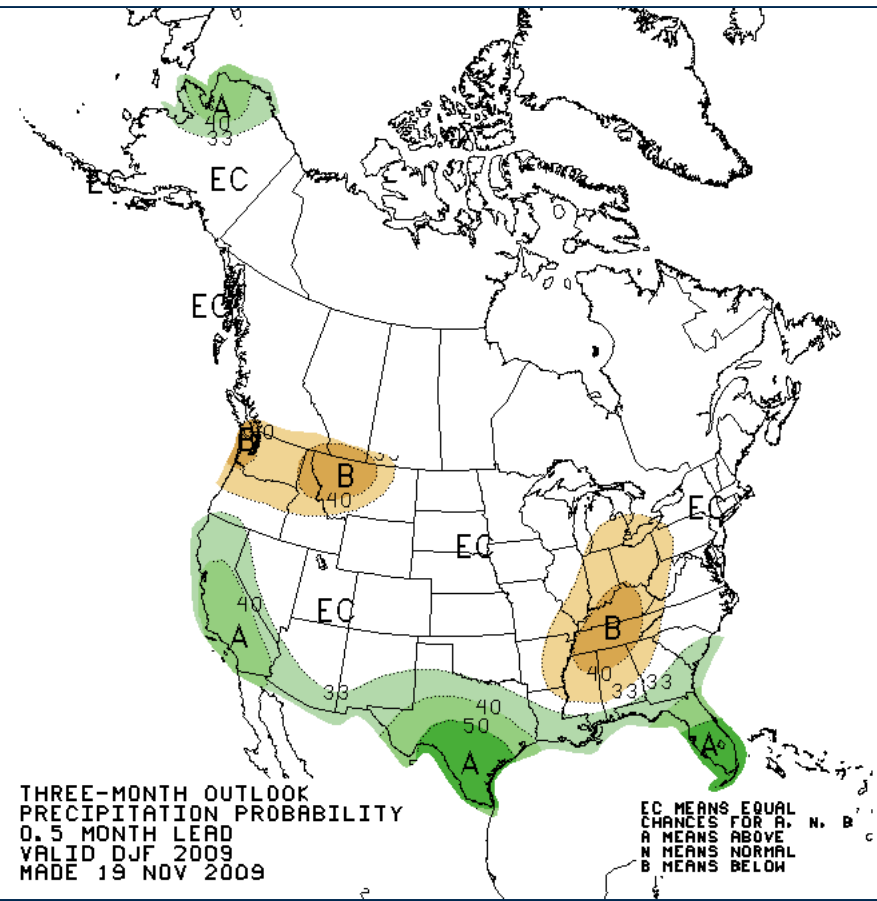 A
40
33
EC
EC
EC
B
B
40
40
A
33
EC
EC
EC
B
40
33
33
40
50
A
A
THREE-MONTH OUTLOOK
PRECIPITATION PROBABILITY
0.5 MONTH LEAD
VALID DJF 2009
MADE 19 NOV 2009
EC MEANS EQUAL
CHANCES FOR A, N, B
A MEANS ABOVE
N MEANS NORMAL
B MEANS BELOW